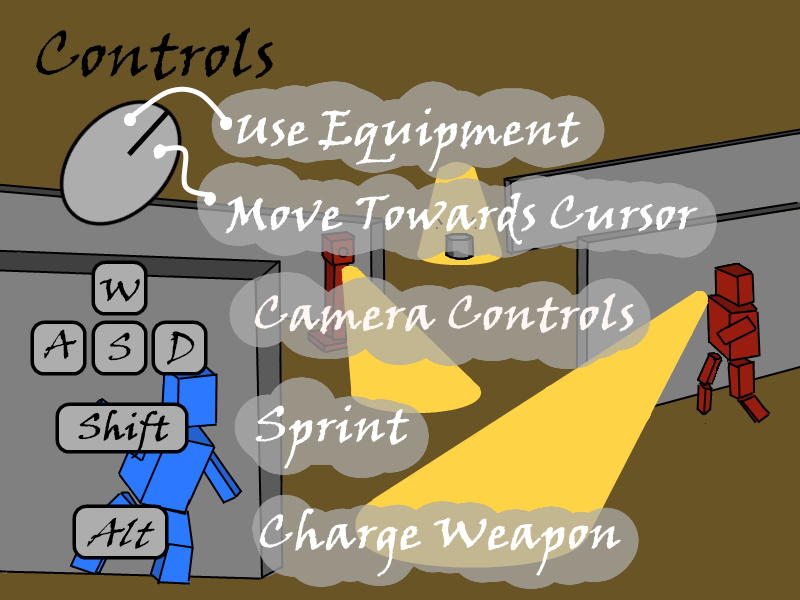 Controls
Use Equipment
Move Towards Cursor
W
Camera Controls
A S D
Shift
Sprint
Alt
Charge Weapon